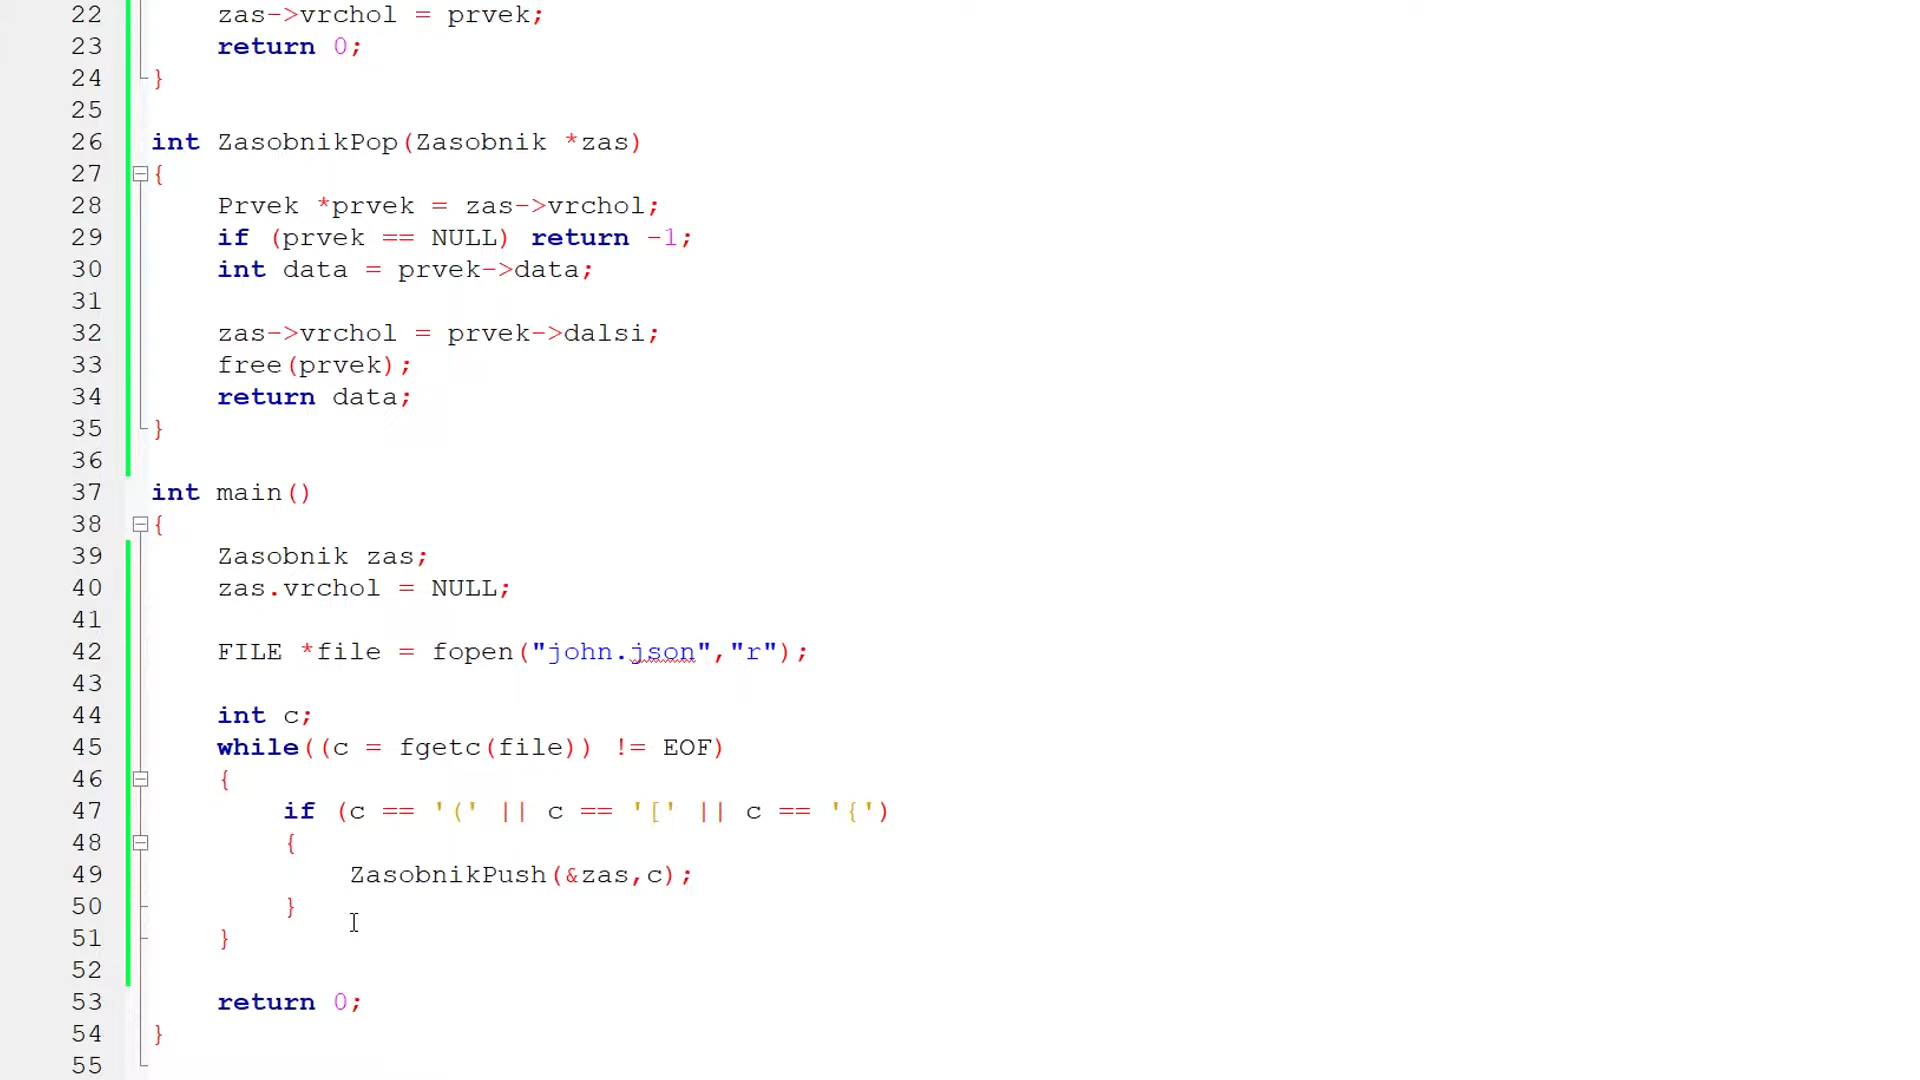 22 zas->vrchol = prvek;
23 return 0;
24 }
25
26 int ZasobnikPop(Zasobnik *zas)
27 {
28 Prvek *prvek = zas->vrchol;
29 if (prvek == NULL) return -1;
30 int data = prvek->data;
31
32 zas->vrchol = prvek->dalsi;
33 free(prvek);
34 return data;
35 }
36
37 int main()
38 {
39 Zasobnik zas;
40 zas.vrchol = NULL;
41
42 FILE *file = fopen("john.json","r");
43
44 int c;
45 while((c = fgetc(file)) != EOF)
46 {
47 if (c == '(' || c == '[' || c == '{')
48 {
49 ZasobnikPush(&zas,c);
50 }
51 }
52
53 return 0;
54 }
55